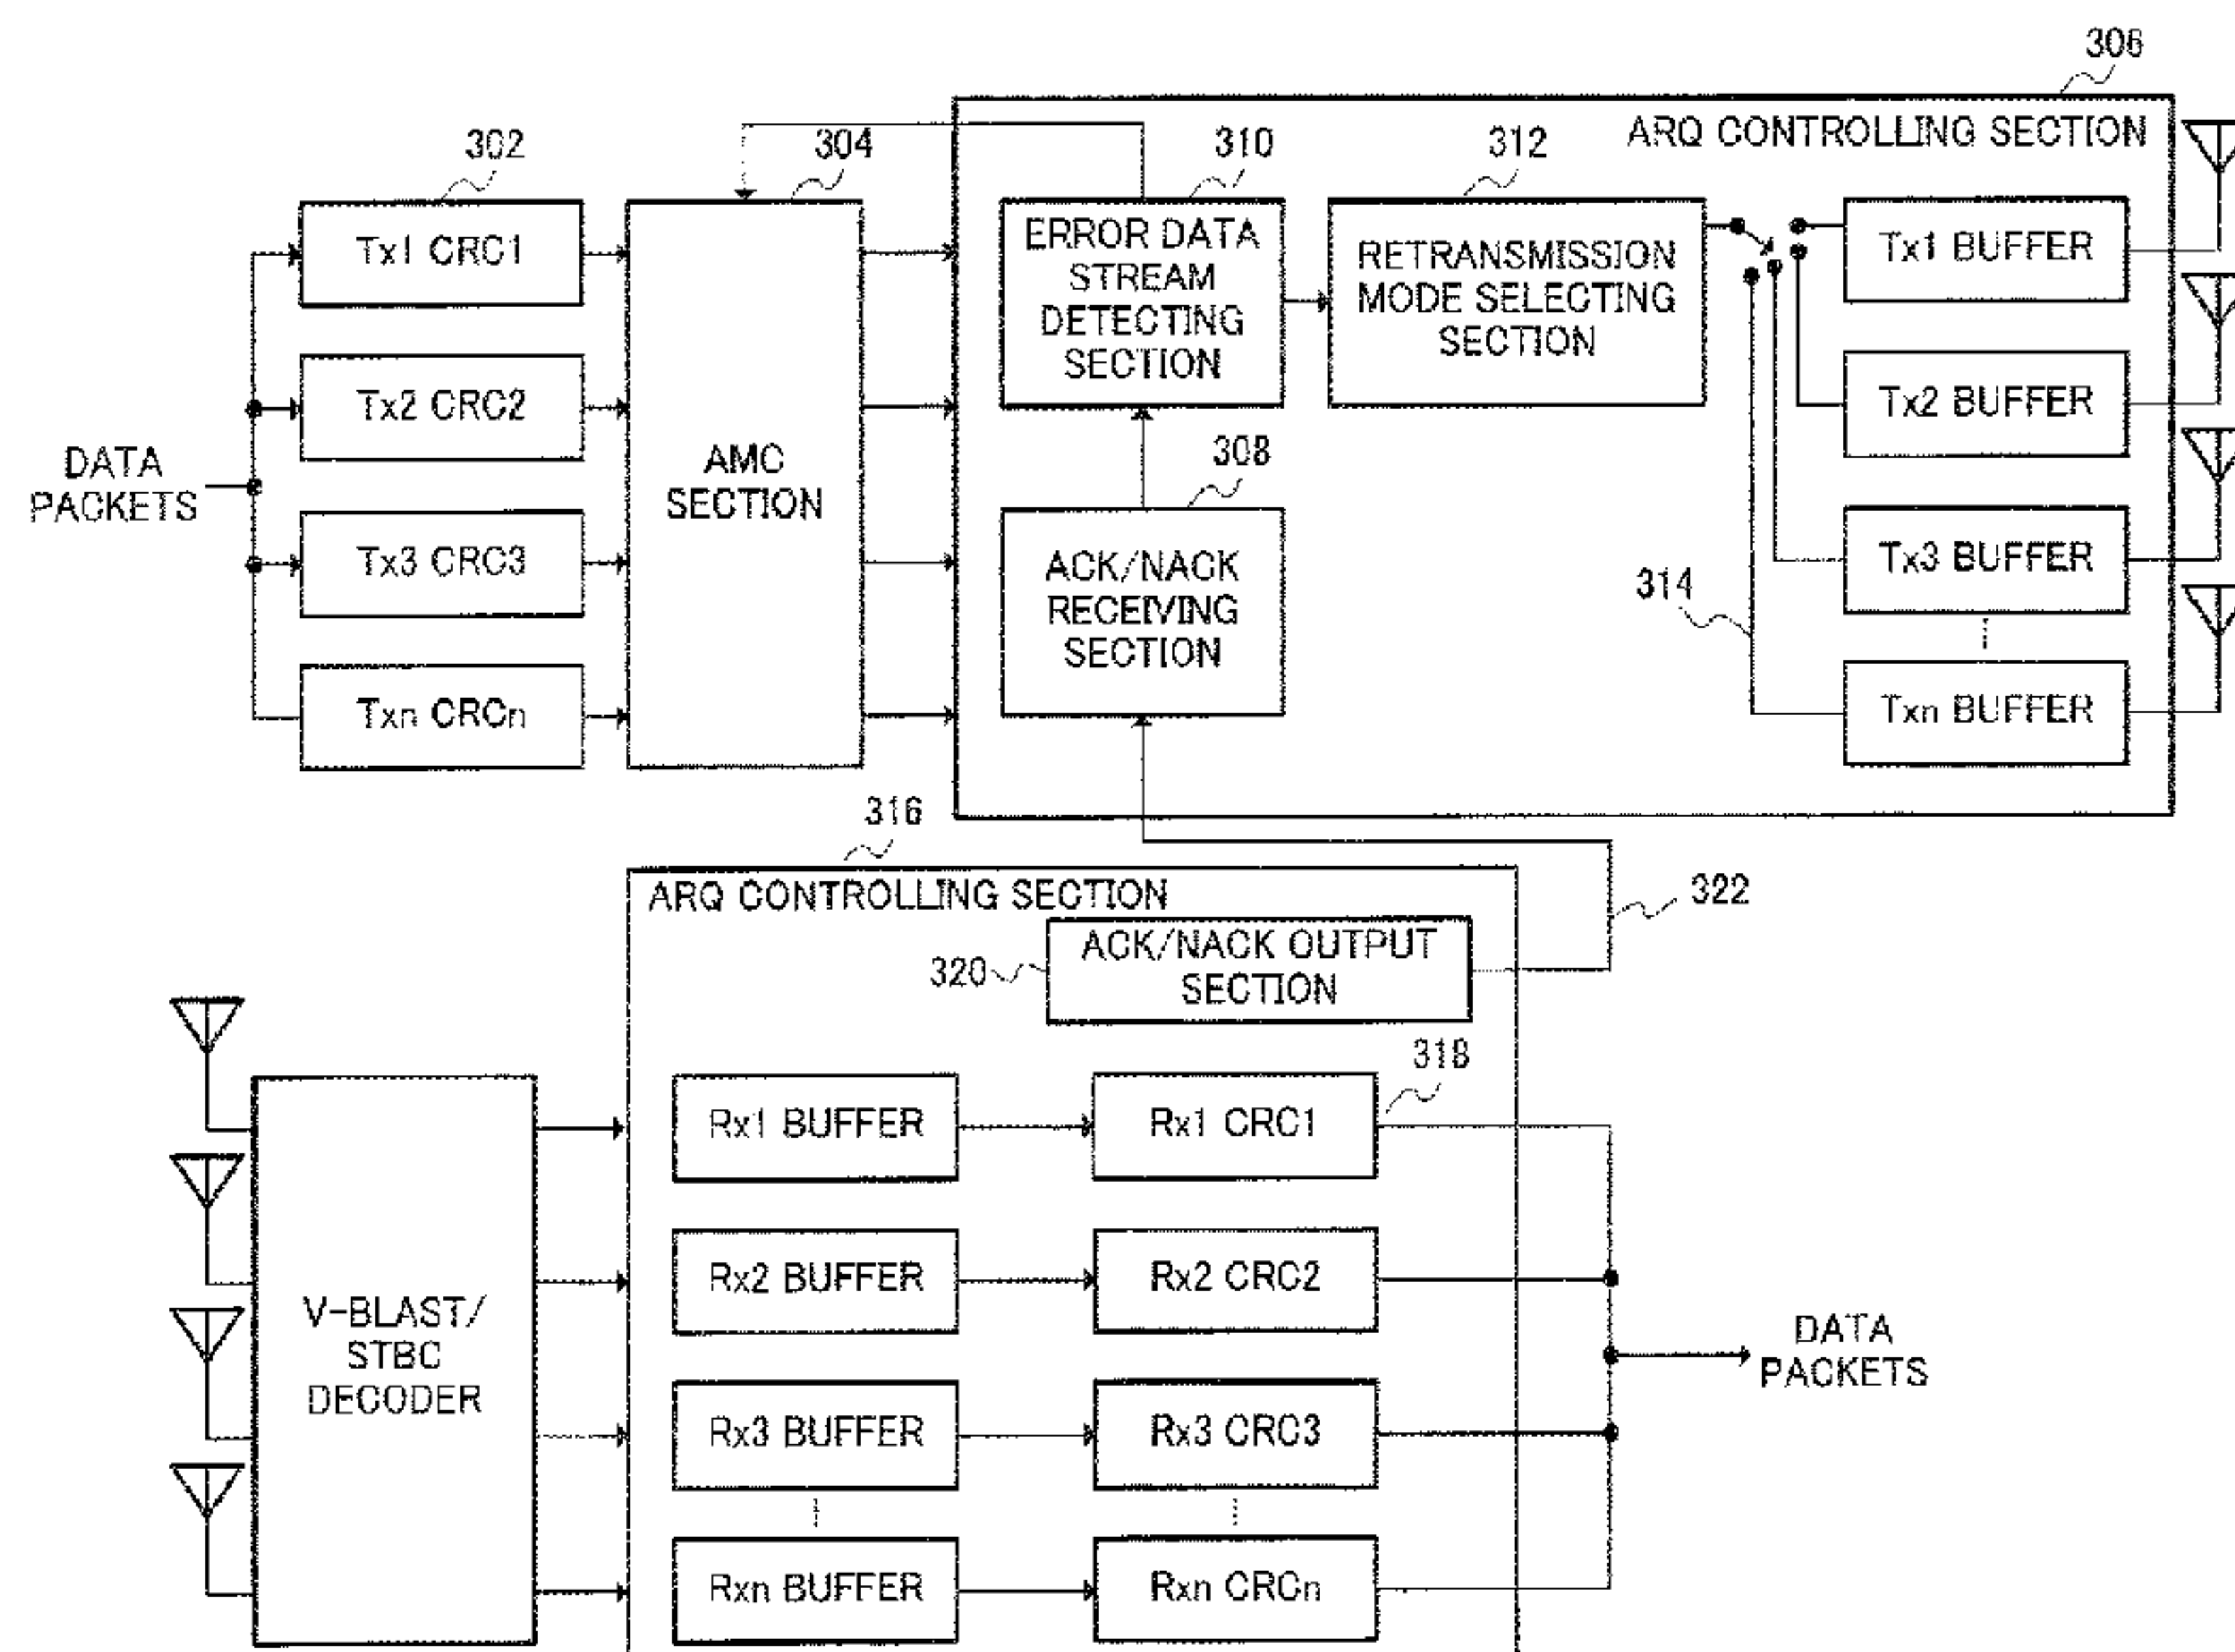 306
ARQ CONTROLLING SECTION
302
304
310
312
Tx1 CRC1
Tx2 CRC2
Tx3 CRC3
Txn CRCn
DATA
PACKETS
AMC
SECTION
ERROR DATA
STREAM
DETECTING
SECTION
RETRANSMISSION
MODE SELECTING
SECTION
308
ACK/NACK
RECEIVING
SECTION
314
Tx1 BUFFER
Tx2 BUFFER
Tx3 BUFFER
Txn BUFFER
316
ARQ CONTROLLING SECTION
322
320
ACK/NACK OUTPUT
SECTION
318
V-BLAST/
STBC
DECODER
Rx1 BUFFER
Rx1 CRC1
Rx2 BUFFER
Rx2 CRC2
Rx3 BUFFER
Rx3 CRC3
Rxn BUFFER
Rxn CRCn
DATA
PACKETS